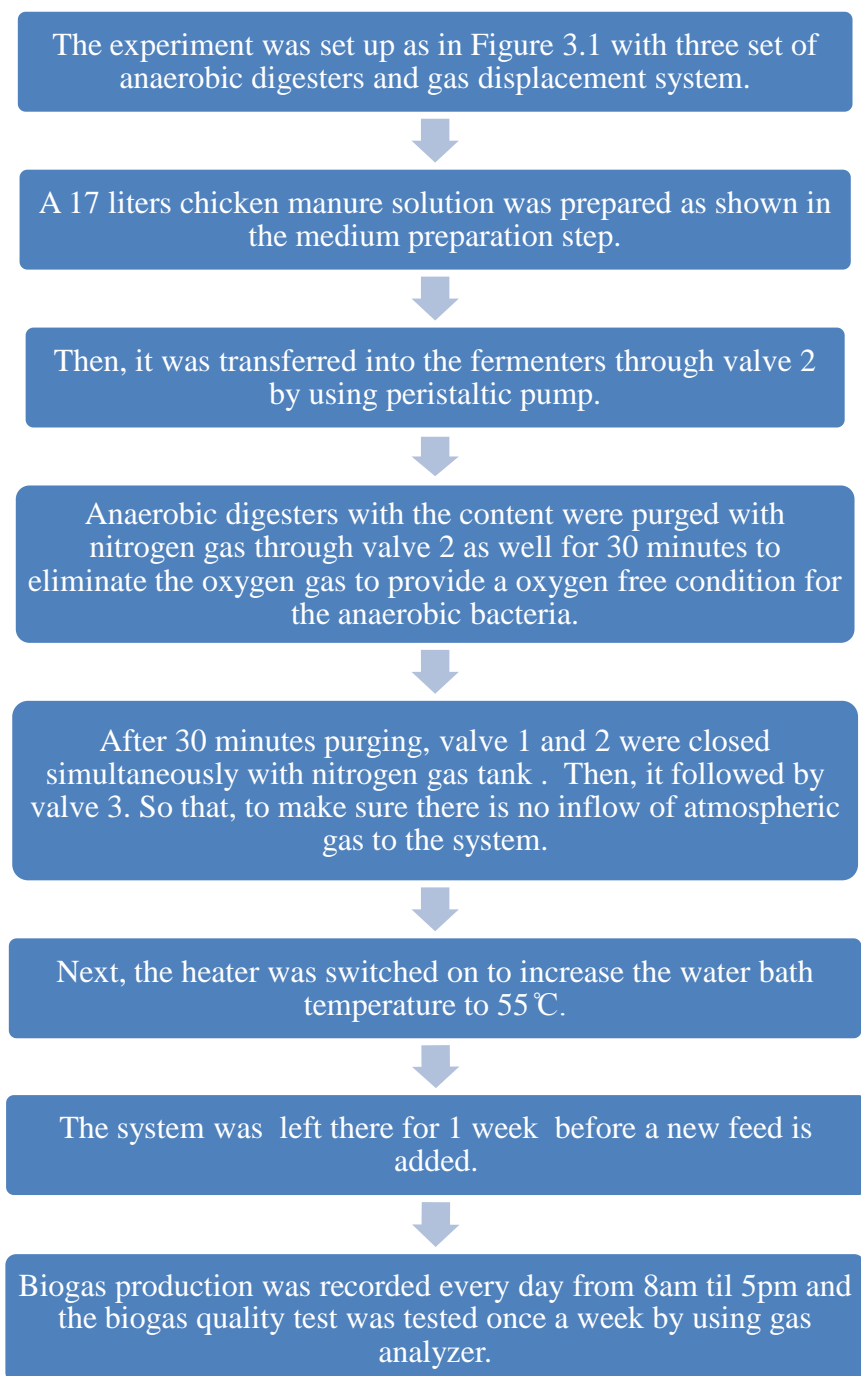 The experiment was set up as in Figure 3.1 with three set of
anaerobic digesters and gas displacement system.
A 17 liters chicken manure solution was prepared as shown in
the medium preparation step.
Then, it was transferred into the fermenters through valve 2
by using peristaltic pump.
Anaerobic digesters with the content were purged with
nitrogen gas through valve 2 as well for 30 minutes to
eliminate the oxygen gas to provide a oxygen free condition for
the anaerobic bacteria.
After 30 minutes purging, valve 1 and 2 were closed
simultaneously with nitrogen gas tank . Then, it followed by
valve 3. So that, to make sure there is no inflow of atmospheric
gas to the system.
Next, the heater was switched on to increase the water bath
temperature to 55℃.
The system was left there for 1 week before a new feed is
added.
Biogas production was recorded every day from 8am til 5pm and
the biogas quality test was tested once a week by using gas
analyzer.